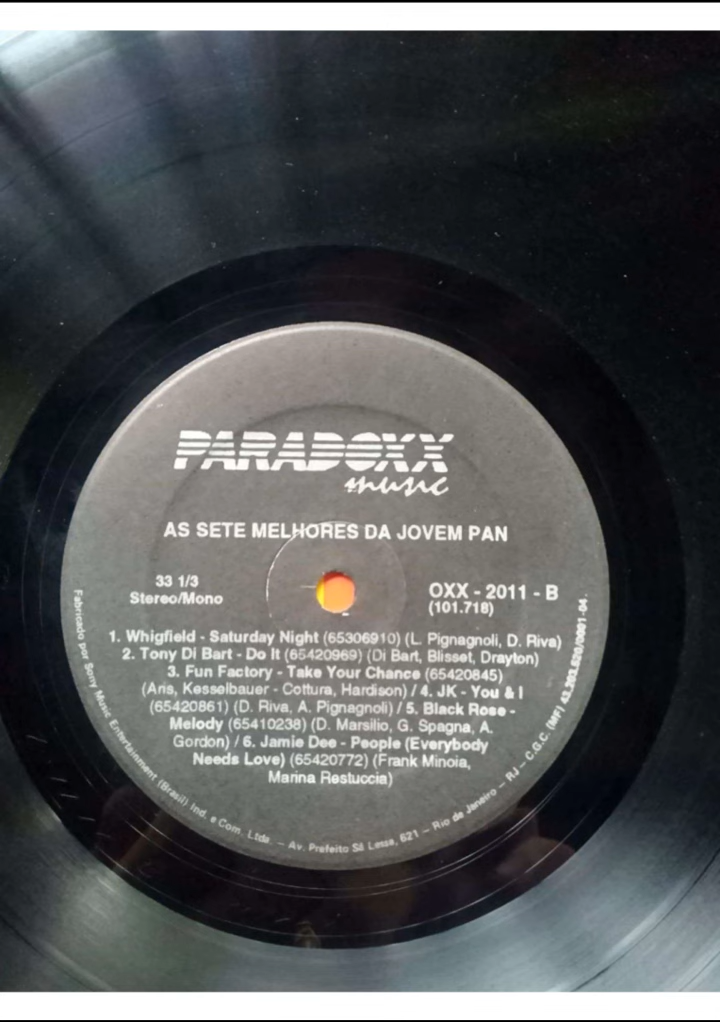 PARADOXX
music
AS SETE MELHORES DA JOVEM PAN
33 1/3
Stereo/Mono
OXX - 2011 - B
(101.718)
1. Whigfield - Saturday Night (65306910) (L. Pignagnoli, D. Riva)
2. Tony Di Bart - Do It (65420969) (Di Bart, Blisset, Drayton)
3. Fun Factory - Take Your Chance (65420845)
(Aris, Kesselbauer - Cottura, Hardison) / 4. JK - You & I
(65420861) (D. Riva, A. Pignagnoli) / 5. Black Rose -
Melody (65410238) (D. Marsilio, G. Spagna, A.
Gordon) / 6. Jamie Dee - People (Everybody
Needs Love) (65420772) (Frank Minoia,
Marina Restuccia)
Fabricado por Sony Music Entertainment (Brasil) Ind. e Com. Ltda. - Av. Prefeito Sá Lessa, 621 - Rio de Janeiro - RJ - C.G.C. (MF) 43.203.520/0001-04.